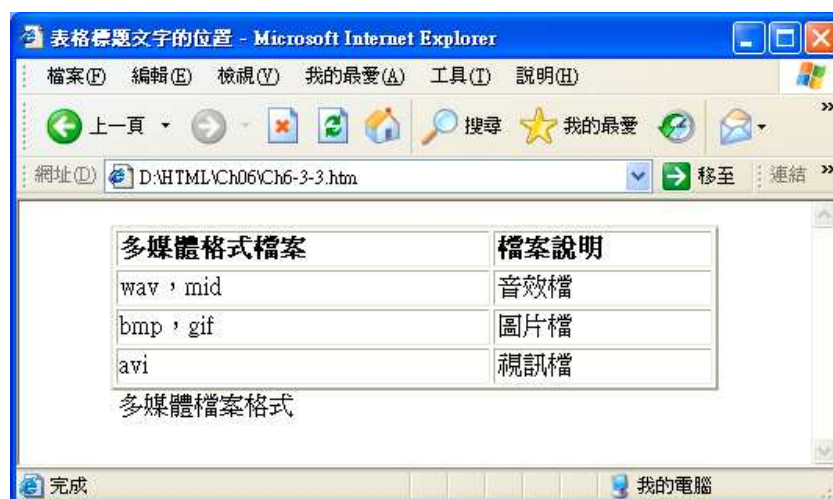 表格標題文字的位置 - Microsoft Internet Explorer
檔案(F) 編輯(E) 檢視(V) 我的最愛(A) 工具(T) 說明(H)
上一頁 搜尋 我的最愛 »
網址(D) D:\HTML\Ch06\Ch6-3-3.htm 移至 連結 »
多媒體格式檔案 檔案說明
wav,mid 音效檔
bmp,gif 圖片檔
avi 視訊檔
多媒體檔案格式
完成 我的電腦